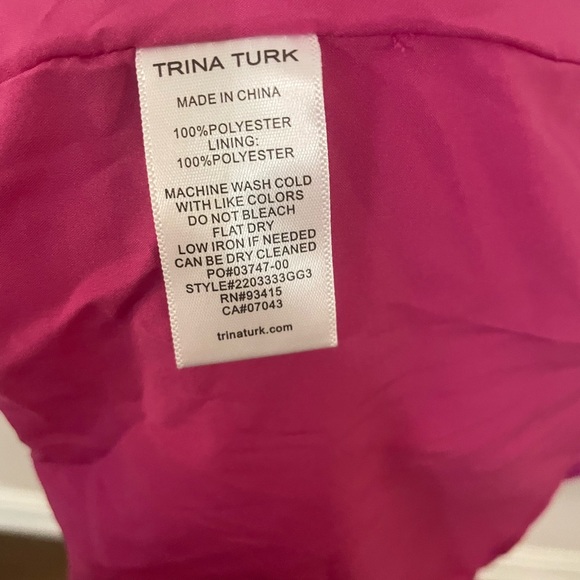 TRINA TURK
MADE IN CHINA
100%POLYESTER
LINING:
100%POLYESTER
MACHINE WASH COLD
WITH LIKE COLORS
DO NOT BLEACH
FLAT DRY
LOW IRON IF NEEDED
CAN BE DRY CLEANED
PO#03747-00
STYLE#2203333GG3
RN#93415
CA#07043
trinaturk.com